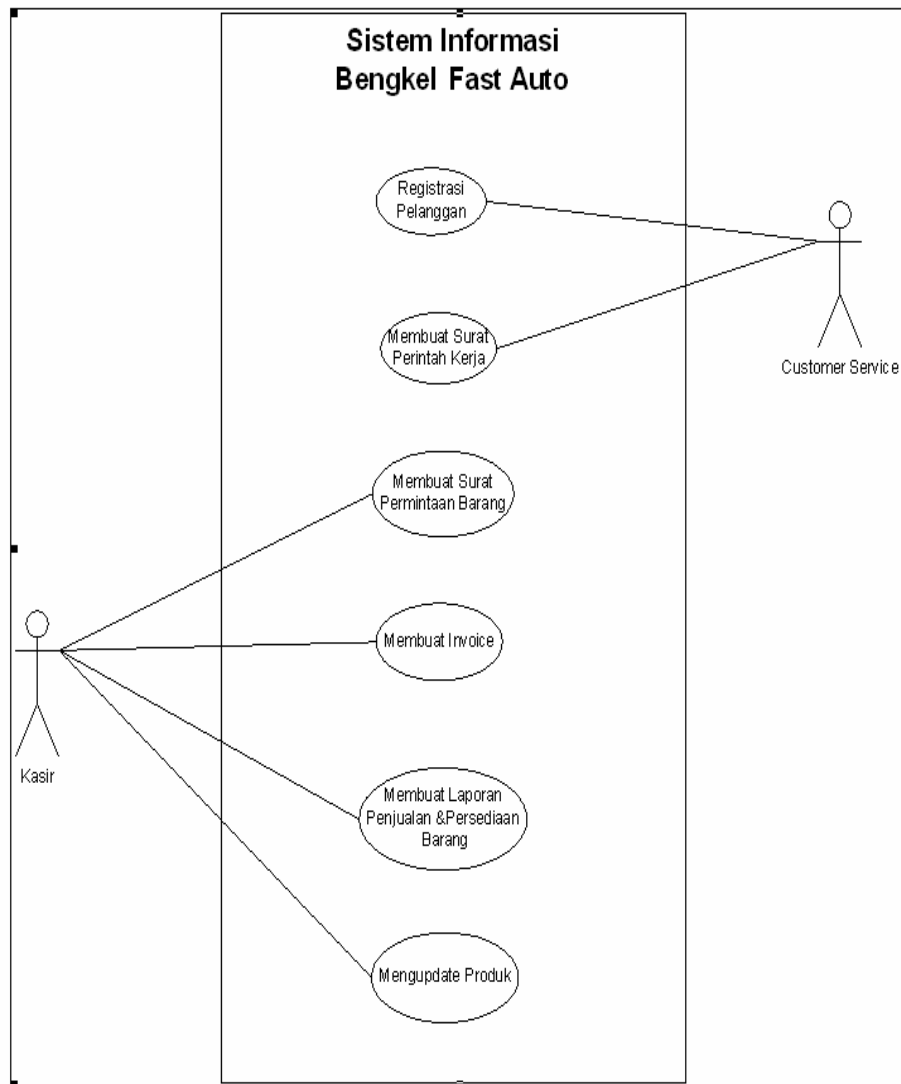 Sistem Informasi
Bengkel Fast Auto
Registrasi
Pelanggan
Membuat Surat
Perintah Kerja
Customer Service
Membuat Surat
Permintaan Barang
Membuat Invoice
Kasir
Membuat Laporan
Penjualan &Persediaan
Barang
Mengupdate Produk